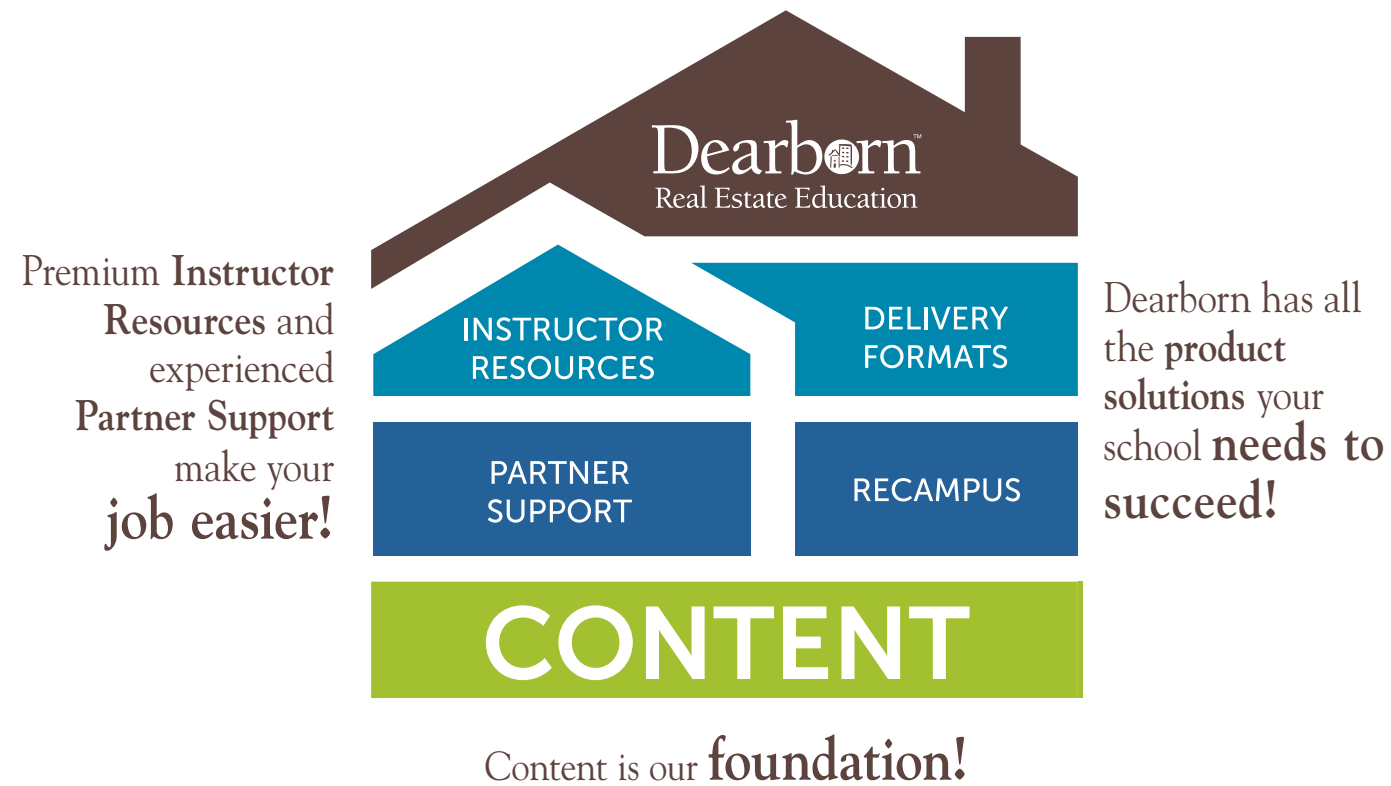 Dearborn™
Real Estate Education
Premium Instructor
Resources and
experienced
Partner Support
make your
job easier!
INSTRUCTOR
RESOURCES
DELIVERY
FORMATS
PARTNER
SUPPORT
RECAMPUS
Dearborn has all
the product
solutions your
school needs to
succeed!
CONTENT
Content is our foundation!